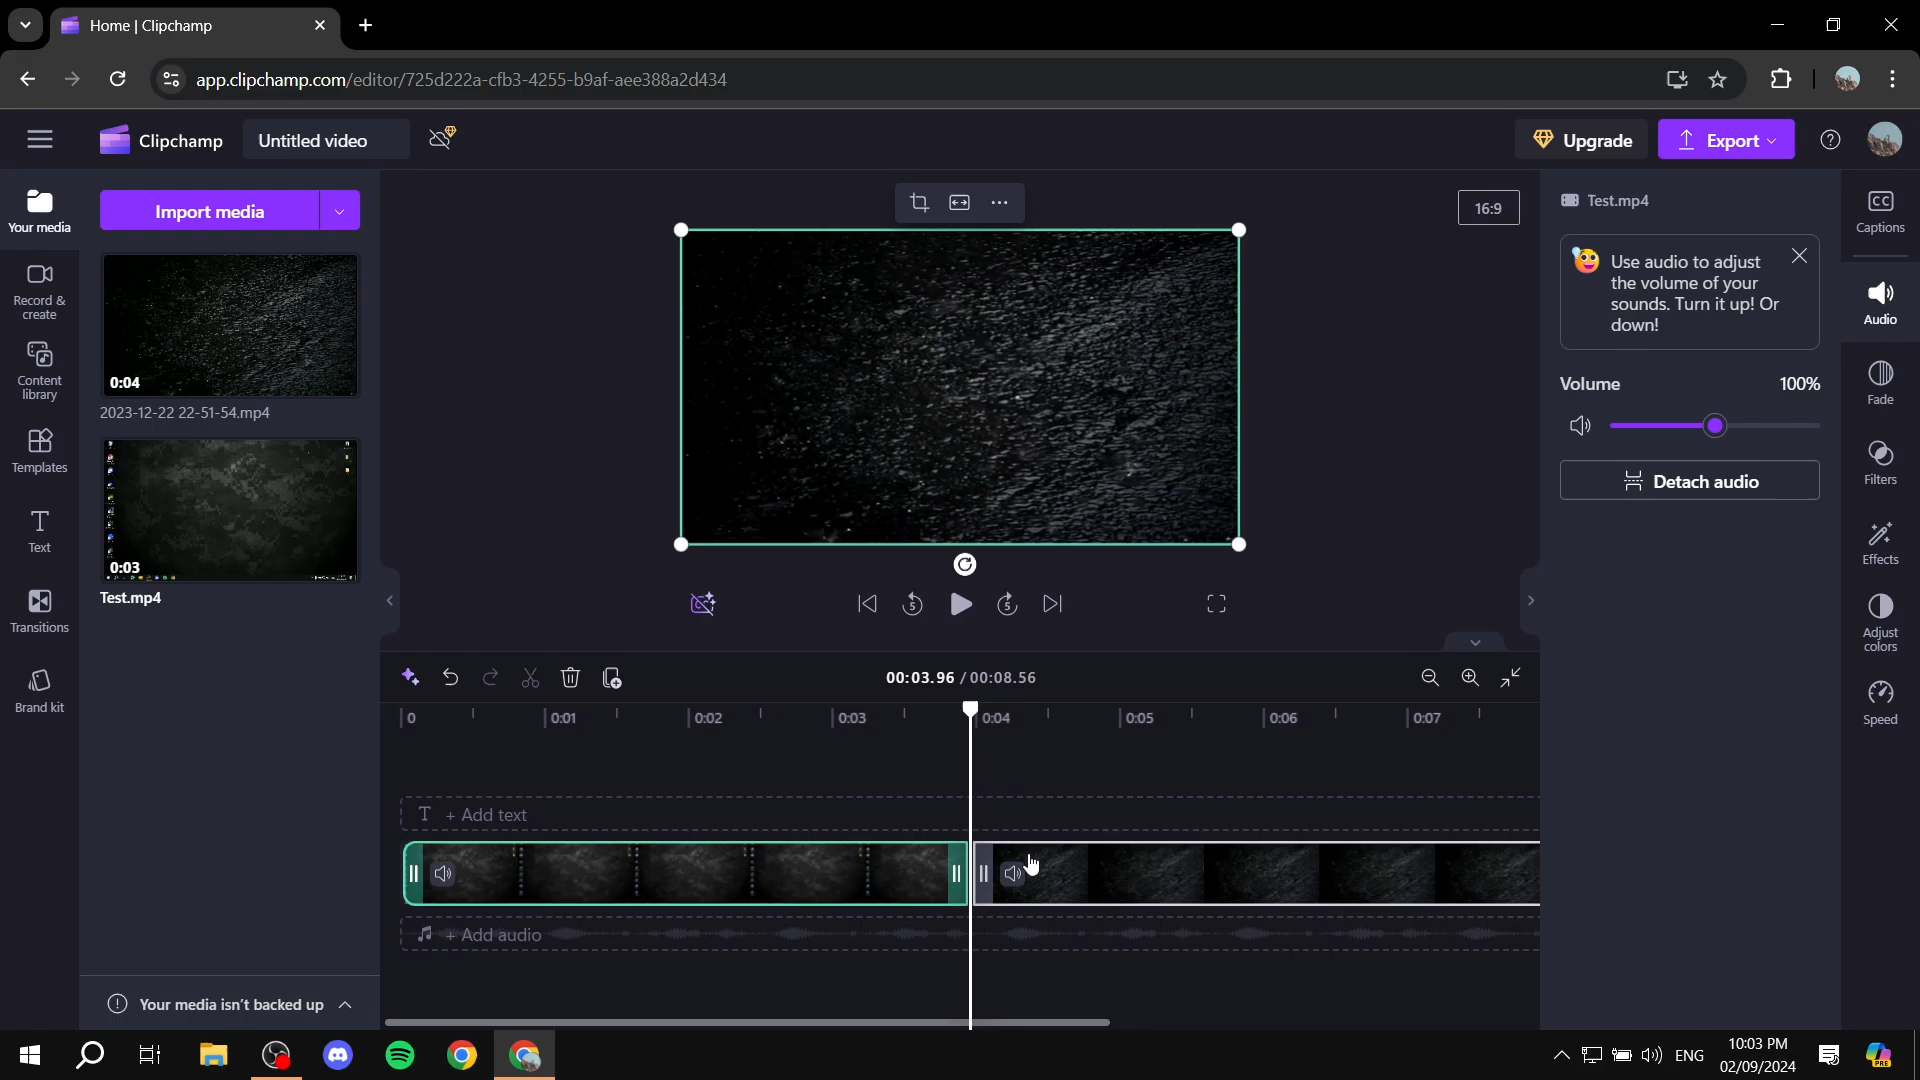 Home | Clipchamp
app.clipchamp.com/editor/725d222a-cfb3-4255-b9af-aee388a2d434
Clipchamp
Untitled video
Upgrade
Export
Your media
Record &
create
Content
library
Templates
Text
Transitions
Brand kit
Import media
0:04
2023-12-22 22-51-54.mp4
0:03
Test.mp4
Your media isn't backed up
16:9
5
5
00:03.96 / 00:08.56
0
0:01
0:02
0:03
0:04
0:05
0:06
0:07
T + Add text
+ Add audio
Test.mp4
Use audio to adjust
the volume of your
sounds. Turn it up! Or
down!
Volume
100%
Detach audio
CC
Captions
Audio
Fade
Filters
Effects
Adjust
colors
Speed
ENG
10:03 PM
02/09/2024
PRE